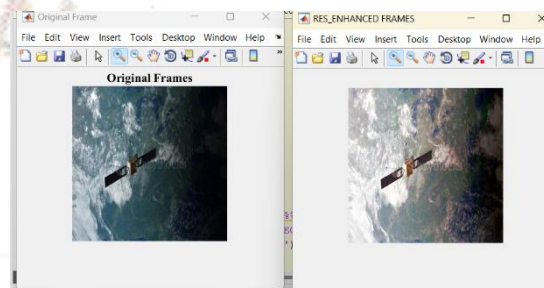 Original Frame
File Edit View Insert Tools Desktop Window Help
Original Frames
RES_ENHANCED FRAMES
File Edit View Insert Tools Desktop Window Help